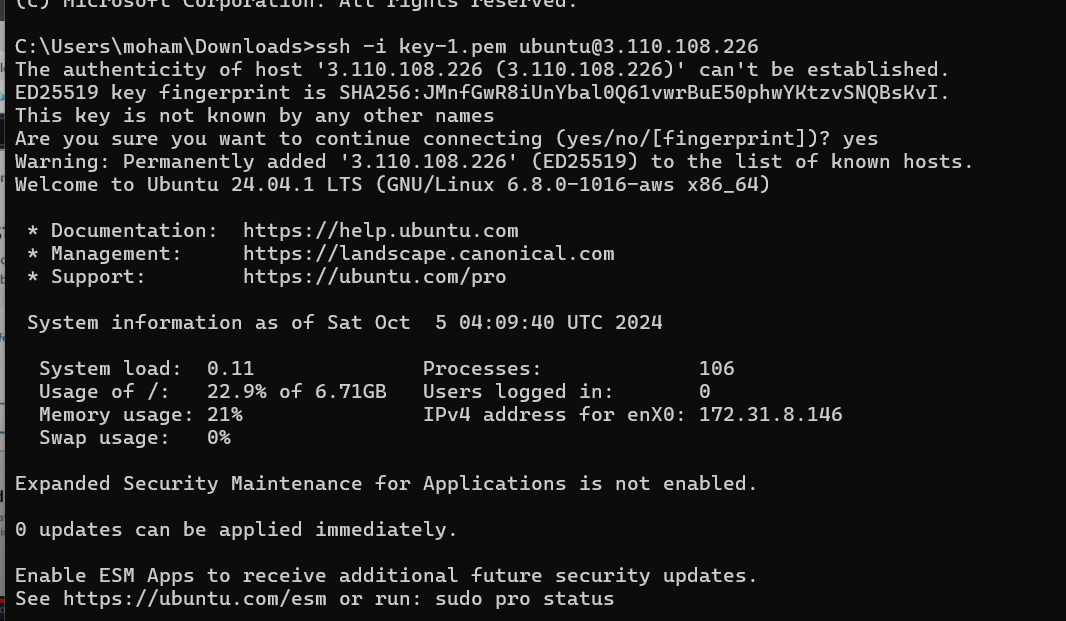 (c) Microsoft Corporation. All rights reserved.
C:\Users\moham\Downloads>ssh -i key-1.pem ubuntu@3.110.108.226
The authenticity of host '3.110.108.226 (3.110.108.226)' can't be established.
ED25519 key fingerprint is SHA256:JMnfGwR8iUnYbal0Q61vwrBuE50phwYKtzvSNQBsKvI.
This key is not known by any other names
Are you sure you want to continue connecting (yes/no/[fingerprint])? yes
Warning: Permanently added '3.110.108.226' (ED25519) to the list of known hosts.
Welcome to Ubuntu 24.04.1 LTS (GNU/Linux 6.8.0-1016-aws x86_64)
* Documentation: https://help.ubuntu.com
* Management: https://landscape.canonical.com
* Support: https://ubuntu.com/pro
System information as of Sat Oct 5 04:09:40 UTC 2024
System load: 0.11 Processes: 106
Usage of /: 22.9% of 6.71GB Users logged in: 0
Memory usage: 21% IPv4 address for enX0: 172.31.8.146
Swap usage: 0%
Expanded Security Maintenance for Applications is not enabled.
0 updates can be applied immediately.
Enable ESM Apps to receive additional future security updates.
See https://ubuntu.com/esm or run: sudo pro status